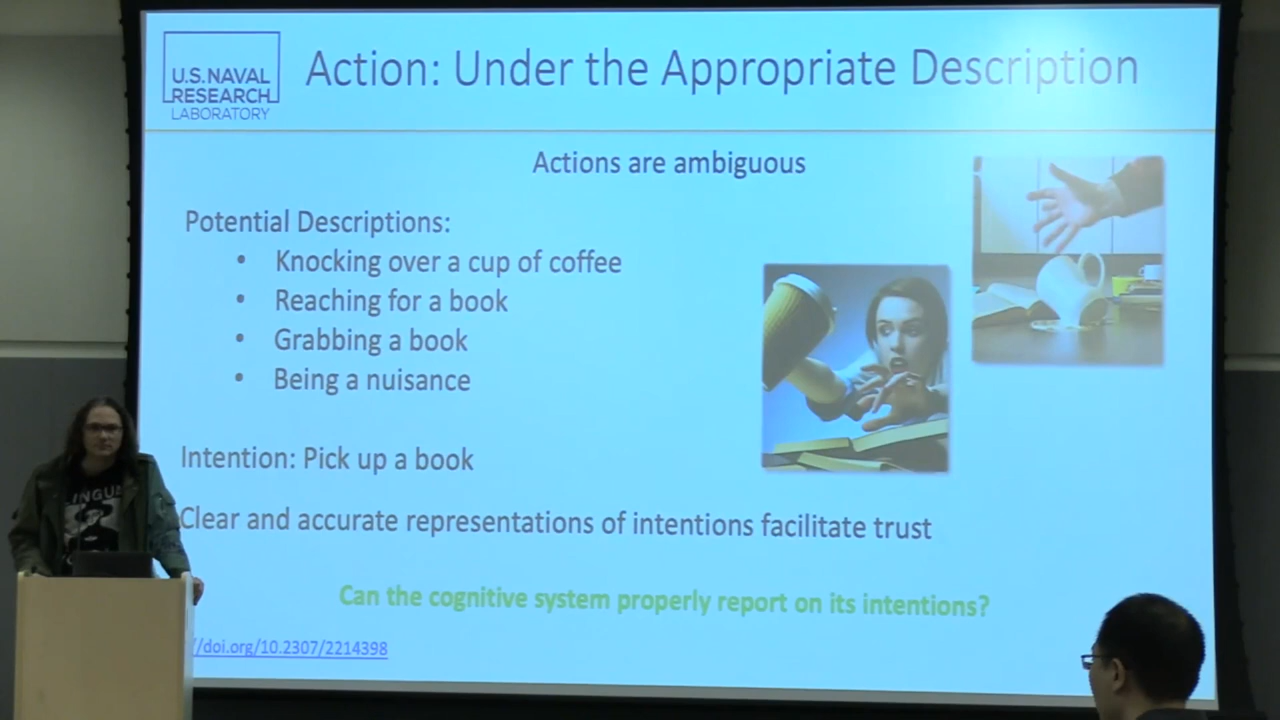 U.S. NAVAL
RESEARCH
LABORATORY
Action: Under the Appropriate Description
Actions are ambiguous
Potential Descriptions:
• Knocking over a cup of coffee
• Reaching for a book
• Grabbing a book
• Being a nuisance
Intention: Pick up a book
Clear and accurate representations of intentions facilitate trust
Can the cognitive system properly report on its intentions?
//doi.org/10.2307/2214398
LINGU